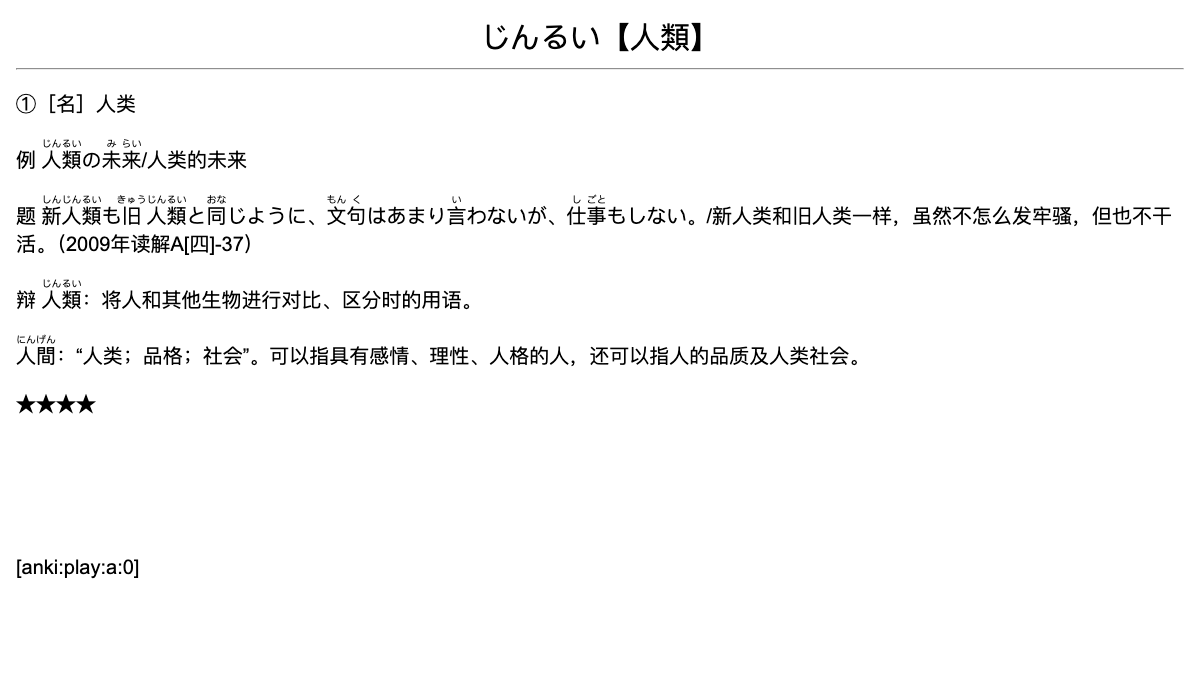 じんるい【人類】
①［名］人类
じんるい み らい
例 人類の未来/人类的未来
しんじんるい きゅうじんるい おな もん く い し ごと
题 新人類も旧人類と同じように、文句はあまり言わないが、仕事もしない。/新人类和旧人类一样，虽然不怎么发牢骚，但也不干
活。（2009年读解A[四]-37）
じんるい
辩 人類：将人和其他生物进行对比、区分时的用语。
にんげん
人間：“人类；品格；社会”。可以指具有感情、理性、人格的人，还可以指人的品质及人类社会。
★★★★
[anki:play:a:0]